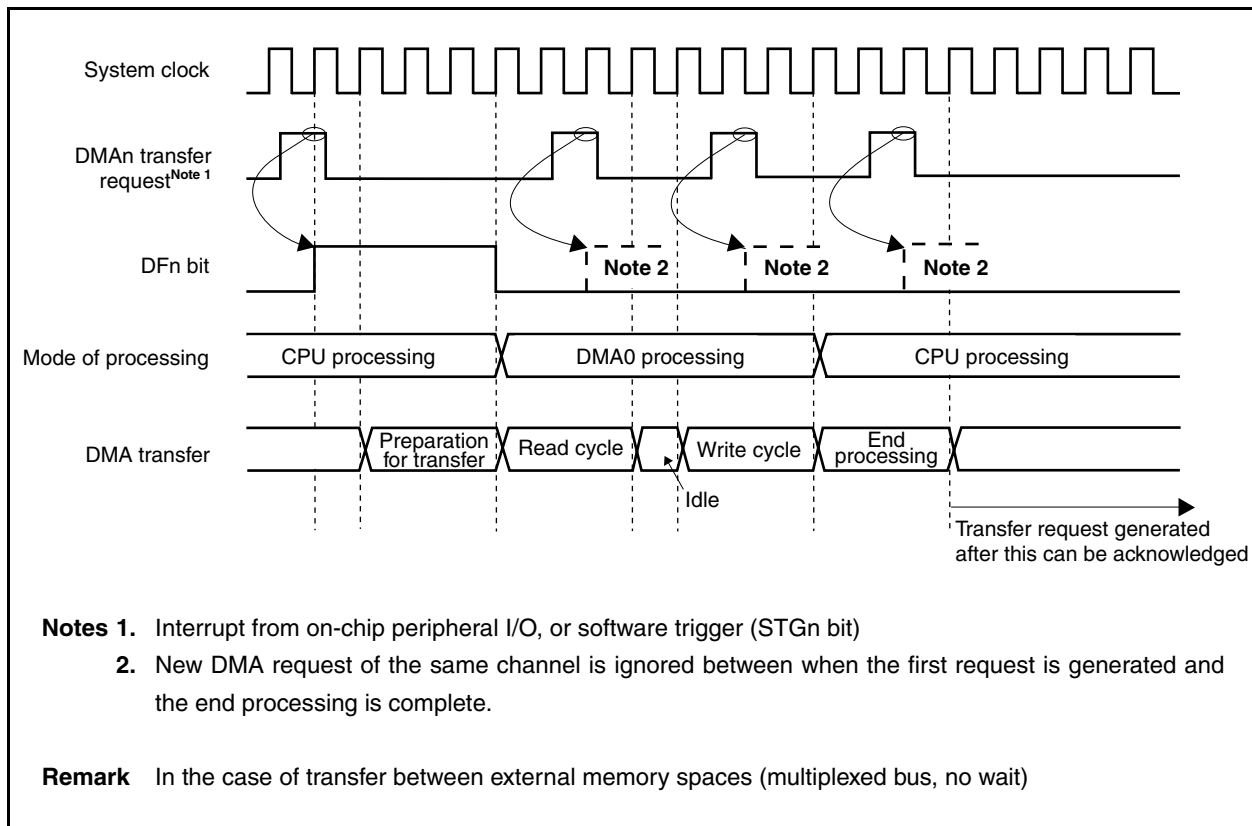 System clock
DMAn transfer
request Note 1
DFn bit
Note 2
Note 2
Note 2
Mode of processing
CPU processing
DMA0 processing
CPU processing
DMA transfer
Preparation
for transfer
Read cycle
Idle
Write cycle
End
processing
Transfer request generated
after this can be acknowledged
Notes 1. Interrupt from on-chip peripheral I/O, or software trigger (STGn bit)
2. New DMA request of the same channel is ignored between when the first request is generated and
the end processing is complete.
Remark In the case of transfer between external memory spaces (multiplexed bus, no wait)